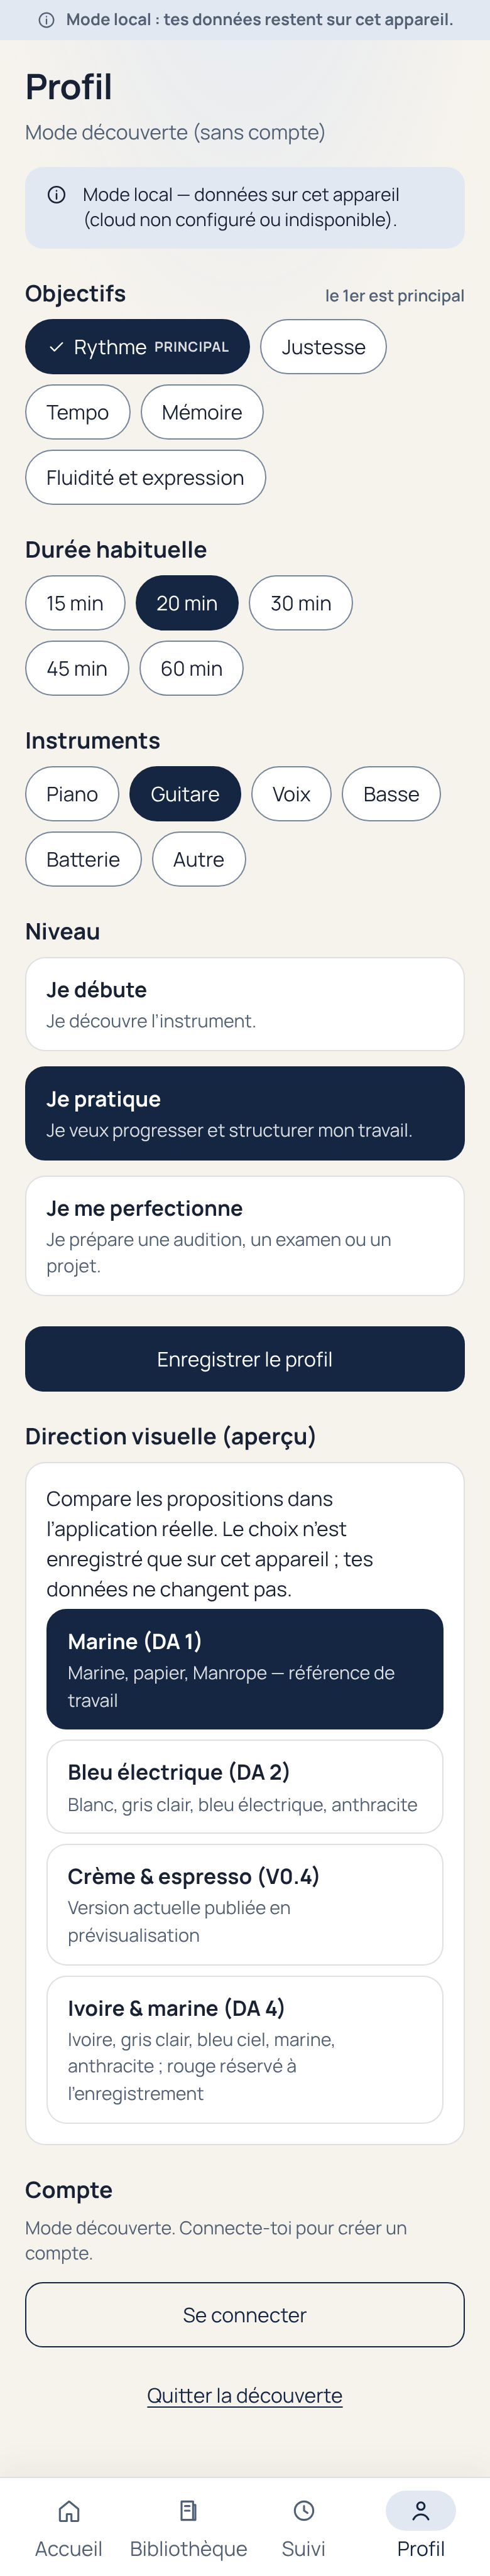 Mode local : tes données restent sur cet appareil.
Profil
Mode découverte (sans compte)
Mode local — données sur cet appareil
(cloud non configuré ou indisponible).
Objectifs
le 1er est principal
Rythme PRINCIPAL
Justesse
Tempo
Mémoire
Fluidité et expression
Durée habituelle
15 min
20 min
30 min
45 min
60 min
Instruments
Piano
Guitare
Voix
Basse
Batterie
Autre
Niveau
Je débute
Je découvre l’instrument.
Je pratique
Je veux progresser et structurer mon travail.
Je me perfectionne
Je prépare une audition, un examen ou un
projet.
Enregistrer le profil
Direction visuelle (aperçu)
Compare les propositions dans
l’application réelle. Le choix n’est
enregistré que sur cet appareil ; tes
données ne changent pas.
Marine (DA 1)
Marine, papier, Manrope — référence de
travail
Bleu électrique (DA 2)
Blanc, gris clair, bleu électrique, anthracite
Crème & espresso (V0.4)
Version actuelle publiée en
prévisualisation
Ivoire & marine (DA 4)
Ivoire, gris clair, bleu ciel, marine,
anthracite ; rouge réservé à
l’enregistrement
Compte
Mode découverte. Connecte-toi pour créer un
compte.
Se connecter
Quitter la découverte
Accueil
Bibliothèque
Suivi
Profil